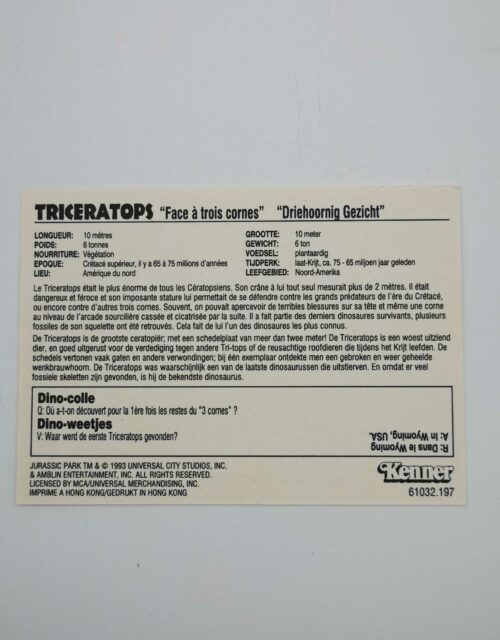 TRICERATOPS "Face à trois cornes" "Driehoornig Gezicht"
LONGUEUR: 10 mètres GROOTTE: 10 meter
POIDS: 6 tonnes GEWICHT: 6 ton
NOURRITURE: Végétation VOEDSEL: plantaardig
EPOQUE: Crétacé supérieur, il y a 65 à 75 millions d'années TIJDPERK: laat-Krijt, ca. 75 - 65 miljoen jaar geleden
LIEU: Amérique du nord LEEFGEBIED: Noord-Amerika
Le Triceratops était le plus énorme de tous les Cératopsiens. Son crâne à lui tout seul mesurait plus de 2 mètres. Il était
dangereux et féroce et son imposante stature lui permettait de se défendre contre les grands prédateurs de l'ère du Crétacé,
ou encore contre d'autres trois cornes. Souvent, on pouvait apercevoir de terribles blessures sur sa tête et même une corne
au niveau de l'arcade sourcilière cassée et cicatrisée par la suite. Il a fait partie des derniers dinosaures survivants, plusieurs
fossiles de son squelette ont été retrouvés. Cela fait de lui l'un des dinosaures les plus connus.
De Triceratops is de grootste ceratopiër; met een schedelplaat van meer dan twee meter! De Triceratops is een woest uitziend
dier, en goed uitgerust voor de verdediging tegen andere Tri-tops of de reusachtige roofdieren die tijdens het Krijt leefden. De
schedels vertonen vaak gaten en andere verwondingen; bij één exemplaar ontdekte men een gebroken en weer geheelde
wenkbrauwhoorn. De Triceratops was waarschijnlijk een van de laatste dinosaurussen die uitstierven. En omdat er veel
fossiele skeletten zijn gevonden, is hij de bekendste dinosaurus.
Dino-colle
Q: Où a-t-on découvert pour la 1ère fois les restes du "3 cornes" ?
Dino-weetjes
V: Waar werd de eerste Triceratops gevonden?
R: Dans le Wyoming
A: In Wyoming, USA.
JURASSIC PARK TM & © 1993 UNIVERSAL CITY STUDIOS, INC.
& AMBLIN ENTERTAINMENT, INC. ALL RIGHTS RESERVED.
LICENSED BY MCA/UNIVERSAL MERCHANDISING, INC.
IMPRIME A HONG KONG/GEDRUKT IN HONG KONG
Kenner
61032.197